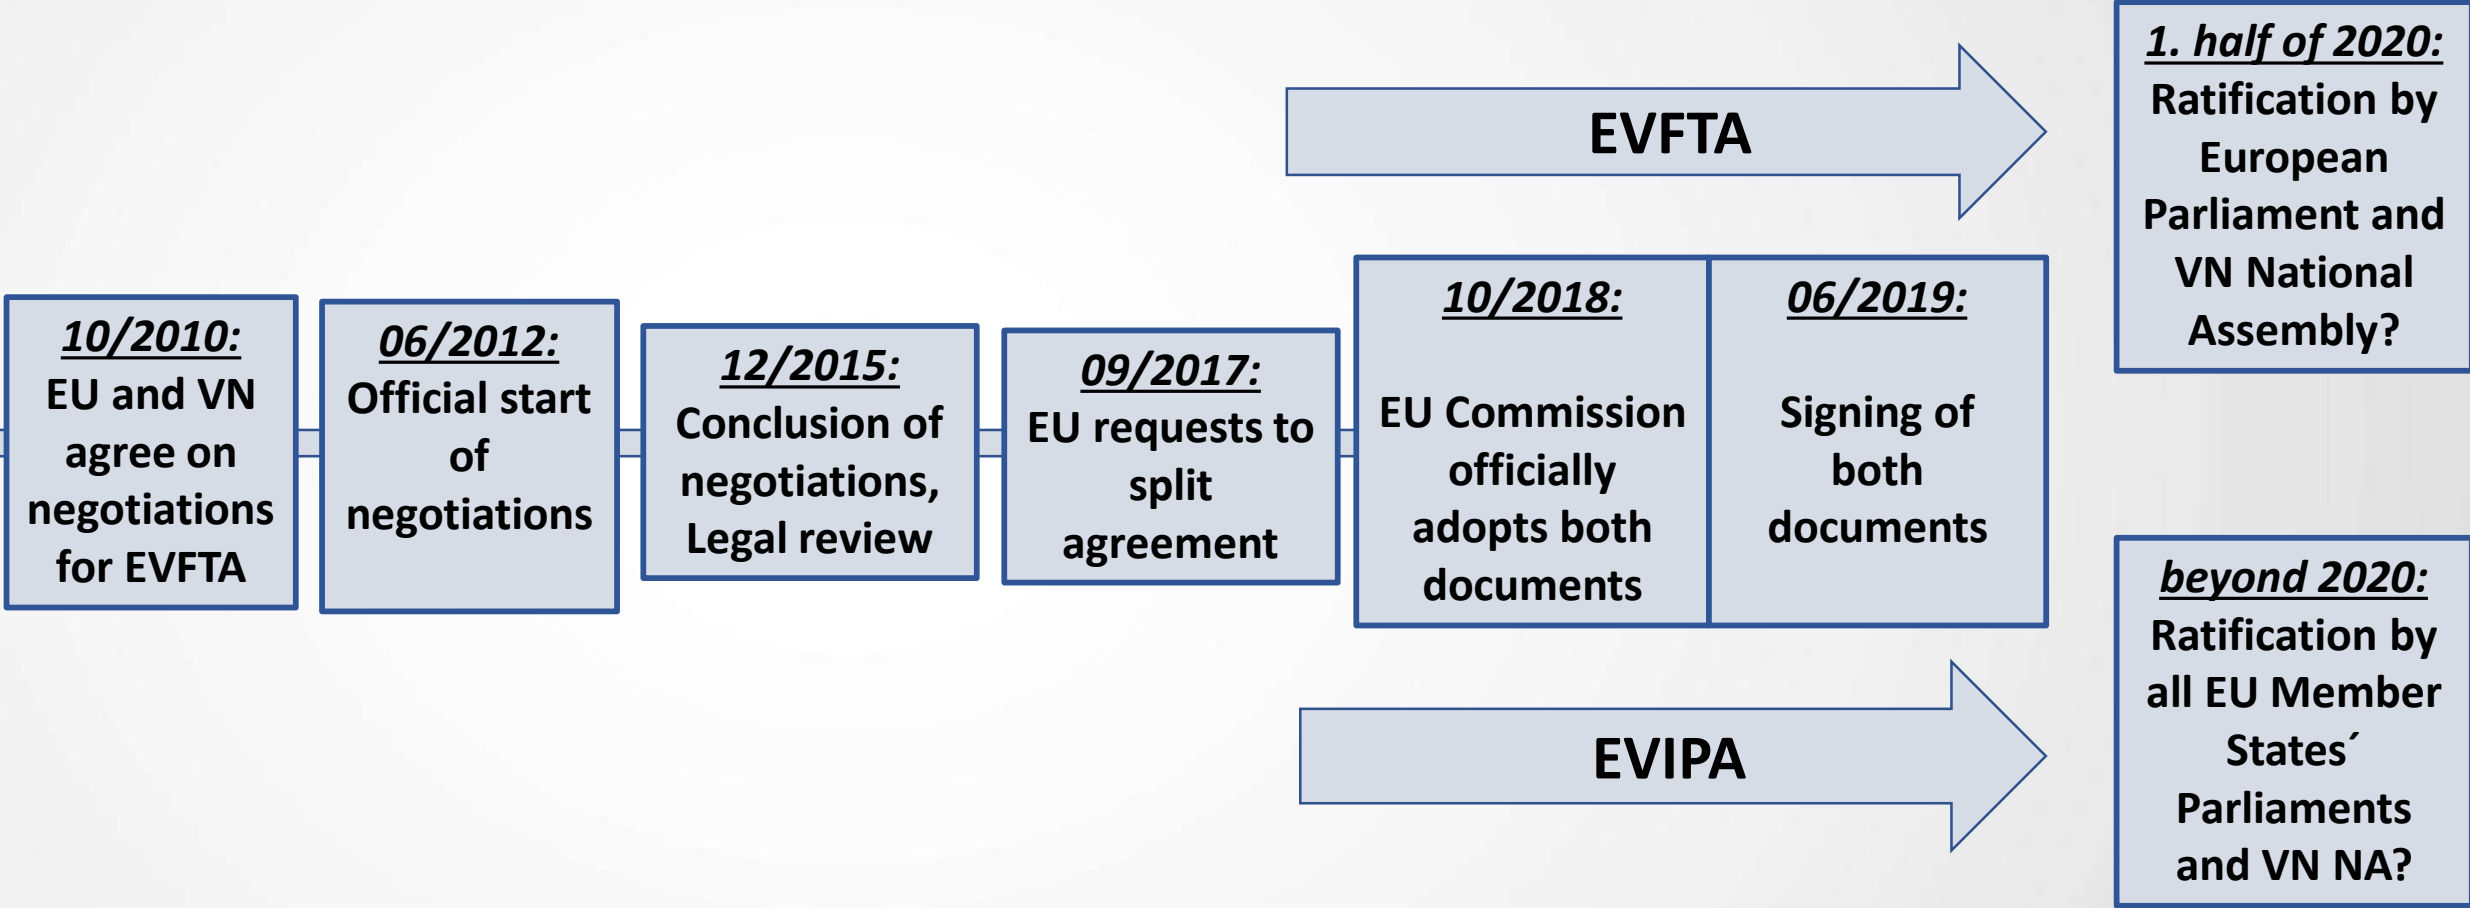 10/2010:
EU and VN
agree on
negotiations
for EVFTA
06/2012:
Official start
of
negotiations
12/2015:
Conclusion of
negotiations,
Legal review
09/2017:
EU requests to
split
agreement
10/2018:
EU Commission
officially
adopts both
documents
06/2019:
Signing of
both
documents
EVFTA
1. half of 2020:
Ratification by
European
Parliament and
VN National
Assembly?
EVIPA
beyond 2020:
Ratification by
all EU Member
States´
Parliaments
and VN NA?